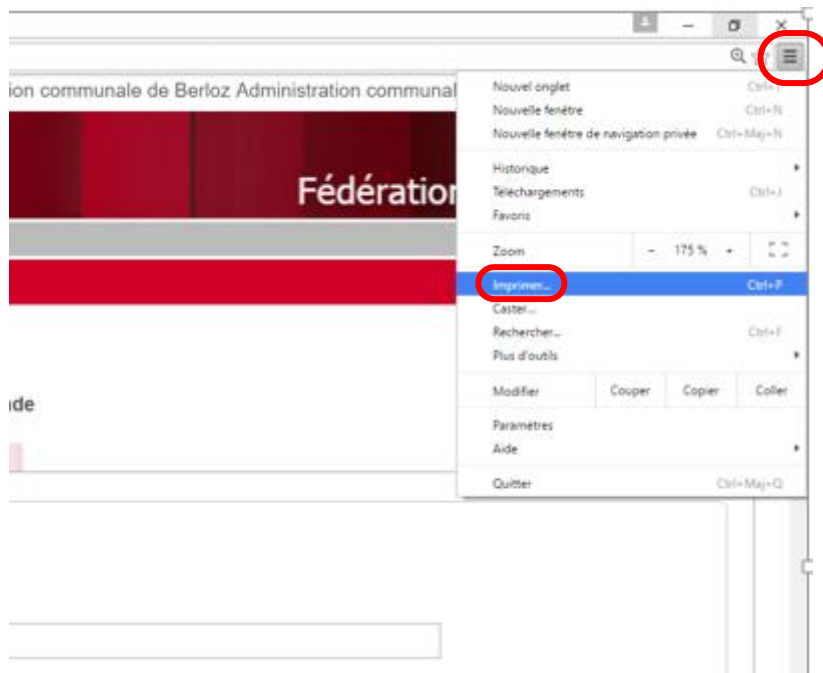 ion communale de Berloz Administration communal
Fédération
de
Nouvel onglet Ctrl+T
Nouvelle fenêtre Ctrl+N
Nouvelle fenêtre de navigation privée Ctrl+Maj+N
Historique
Téléchargements Ctrl+J
Favoris
Zoom - 175 % +
Imprimer... Ctrl+P
Caster...
Rechercher... Ctrl+F
Plus d'outils
Modifier Couper Copier Coller
Paramètres
Aide
Quitter Ctrl+Maj+Q